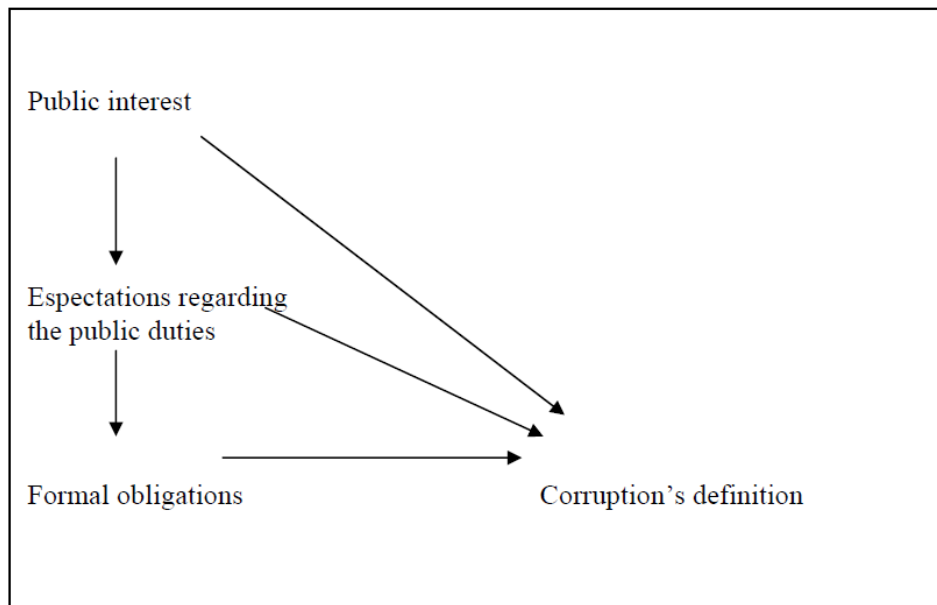 Public interest
Espectations regarding
the public duties
Formal obligations
Corruption’s definition